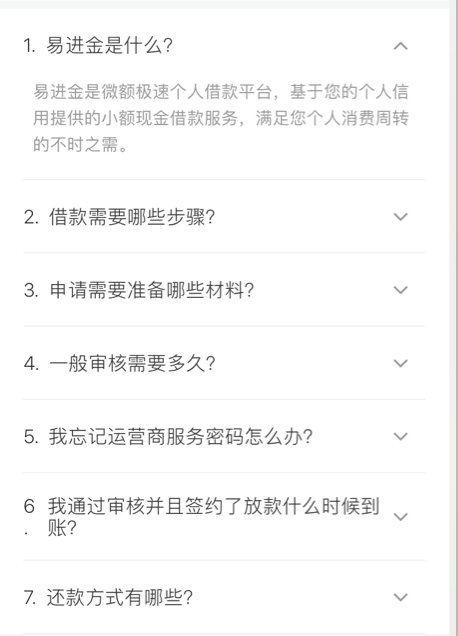 1. 易进金是什么?
易进金是微额极速个人借款平台，基于您的个人信
用提供的小额现金借款服务，满足您个人消费周转
的不时之需。
2. 借款需要哪些步骤?
3. 申请需要准备哪些材料?
4. 一般审核需要多久?
5. 我忘记运营商服务密码怎么办?
6 我通过审核并且签约了放款什么时候到
. 账?
7. 还款方式有哪些?